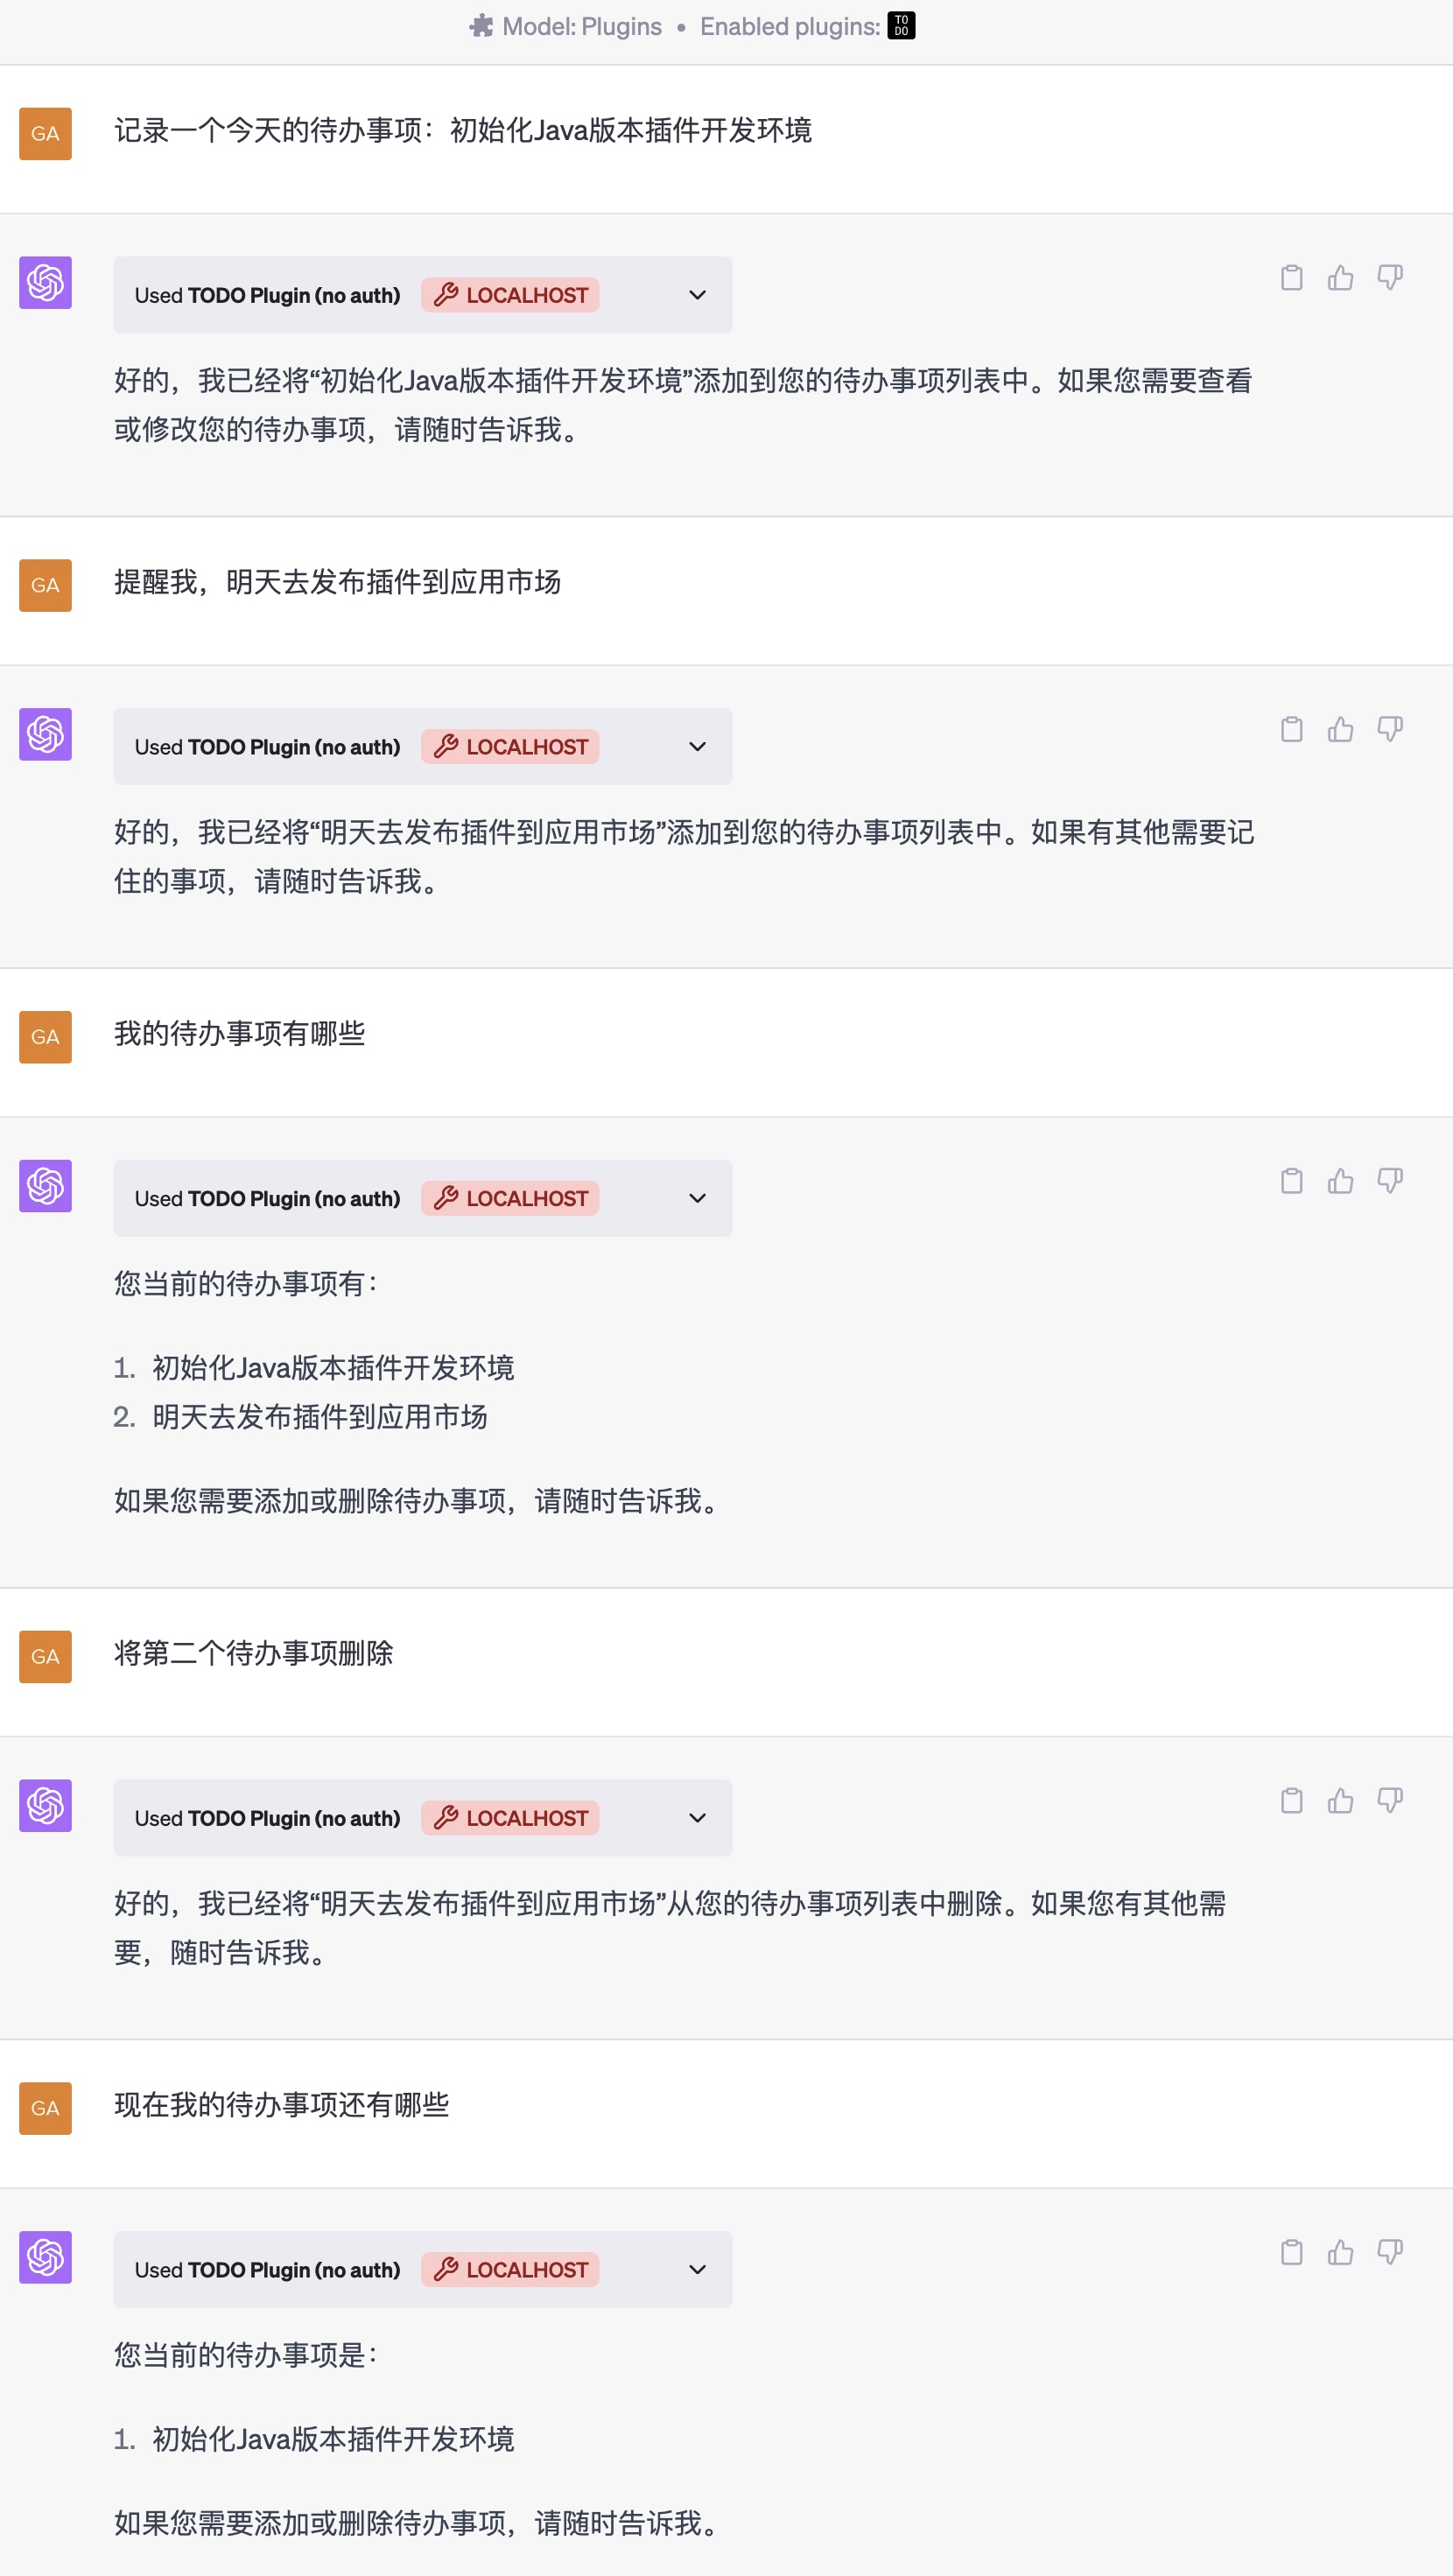 Model: Plugins • Enabled plugins: TO DO
GA
记录一个今天的待办事项：初始化Java版本插件开发环境
Used TODO Plugin (no auth) LOCALHOST
好的，我已经将“初始化Java版本插件开发环境”添加到您的待办事项列表中。如果您需要查看
或修改您的待办事项，请随时告诉我。
GA
提醒我，明天去发布插件到应用市场
Used TODO Plugin (no auth) LOCALHOST
好的，我已经将“明天去发布插件到应用市场”添加到您的待办事项列表中。如果有其他需要记
住的事项，请随时告诉我。
GA
我的待办事项有哪些
Used TODO Plugin (no auth) LOCALHOST
您当前的待办事项有：
1. 初始化Java版本插件开发环境
2. 明天去发布插件到应用市场
如果您需要添加或删除待办事项，请随时告诉我。
GA
将第二个待办事项删除
Used TODO Plugin (no auth) LOCALHOST
好的，我已经将“明天去发布插件到应用市场”从您的待办事项列表中删除。如果您有其他需
要，随时告诉我。
GA
现在我的待办事项还有哪些
Used TODO Plugin (no auth) LOCALHOST
您当前的待办事项是：
1. 初始化Java版本插件开发环境
如果您需要添加或删除待办事项，请随时告诉我。